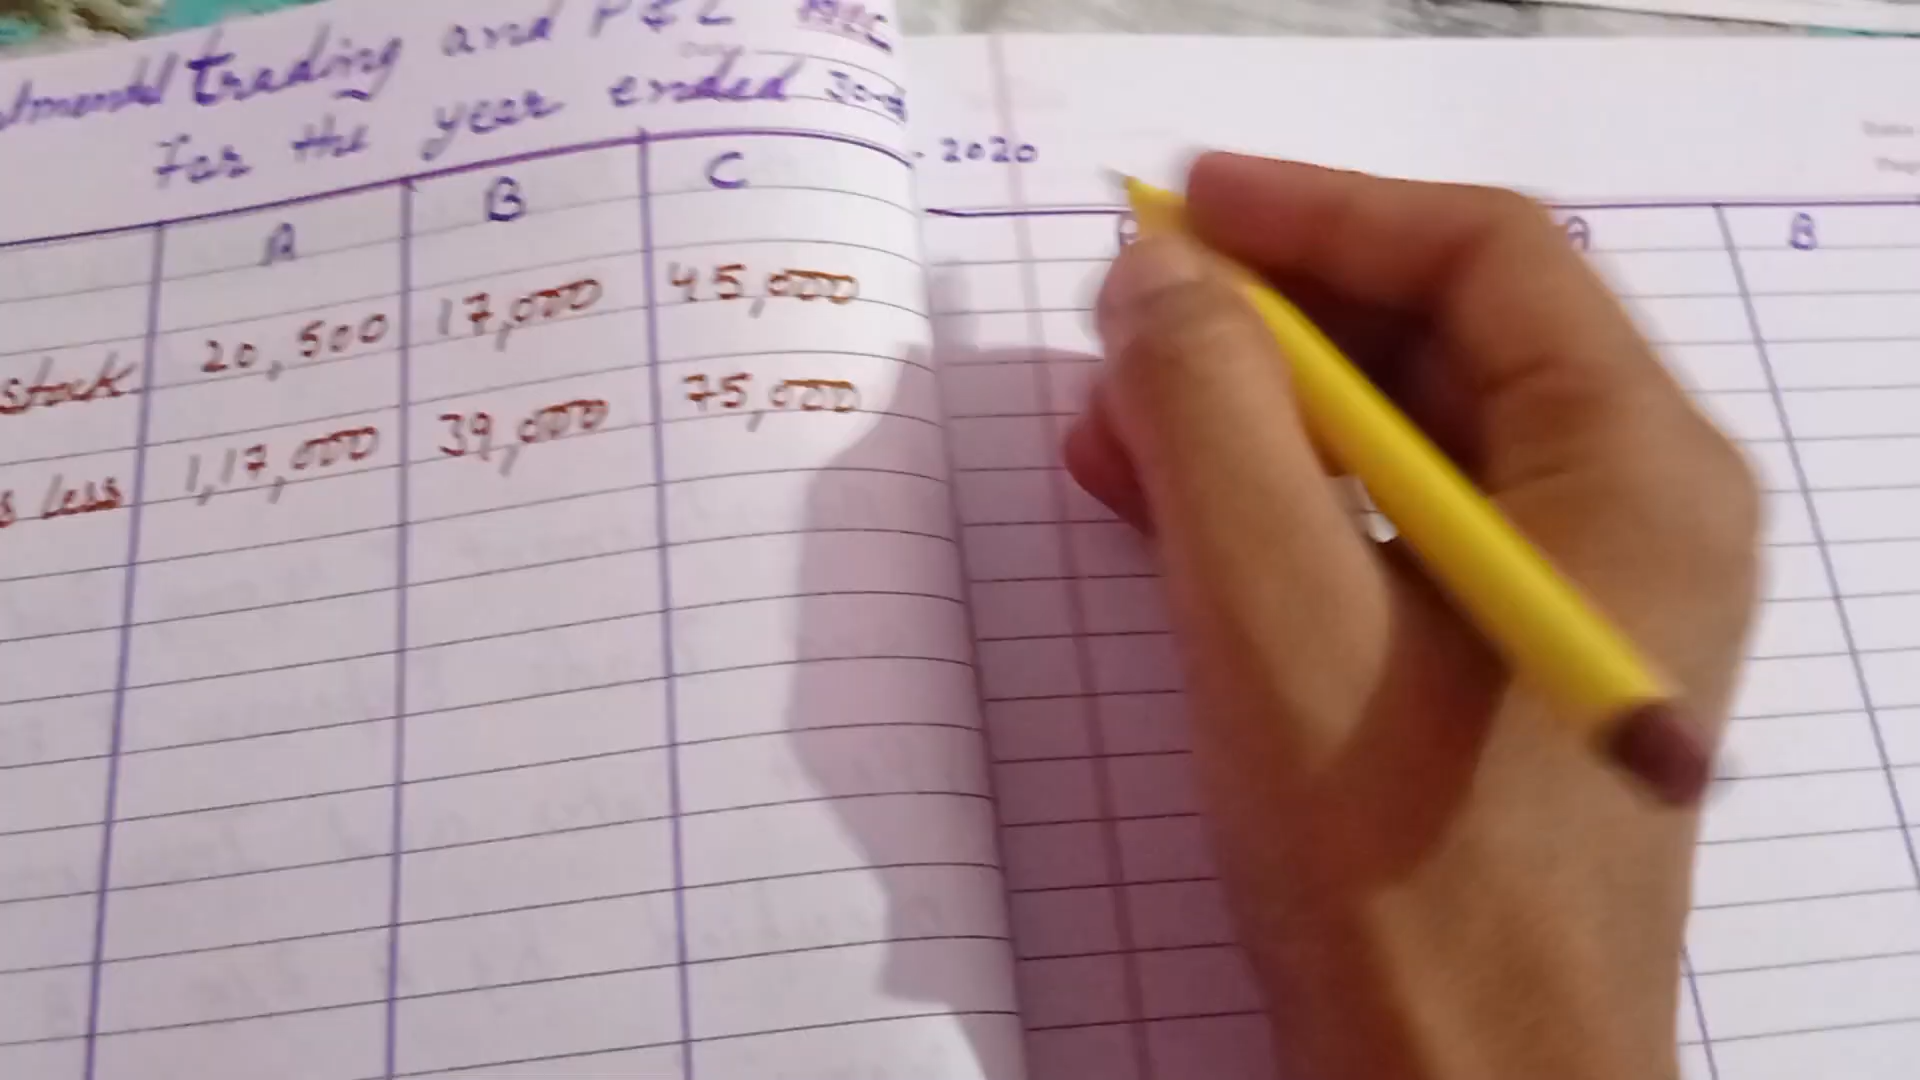 trading and P & L
for the year ended 30
- 2020
A B C
stock 20,500 17,000 45,000
less 1,17,000 39,000 75,000
A B